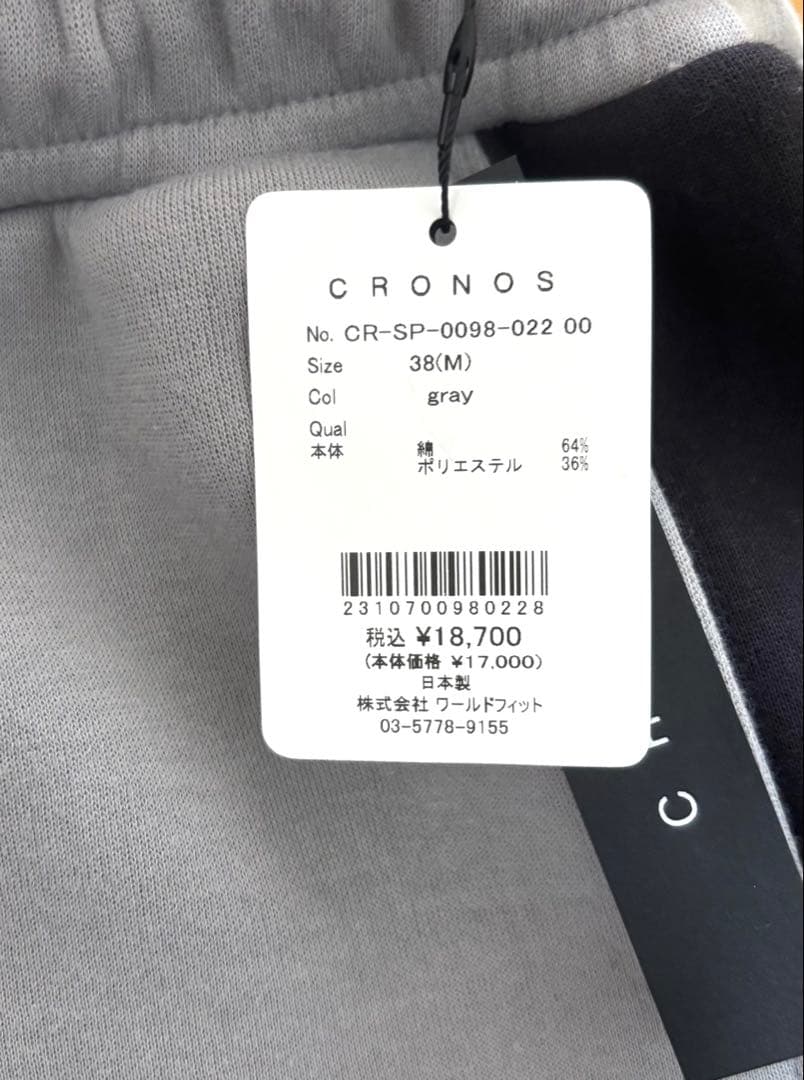 CRONOS
No. CR-SP-0098-022 00
Size 38(M)
Col gray
Qual
本体 綿 64%
ポリエステル 36%
2310700980228
税込 ¥18,700
(本体価格 ¥17,000)
日本製
株式会社 ワールドフィット
03-5778-9155
C